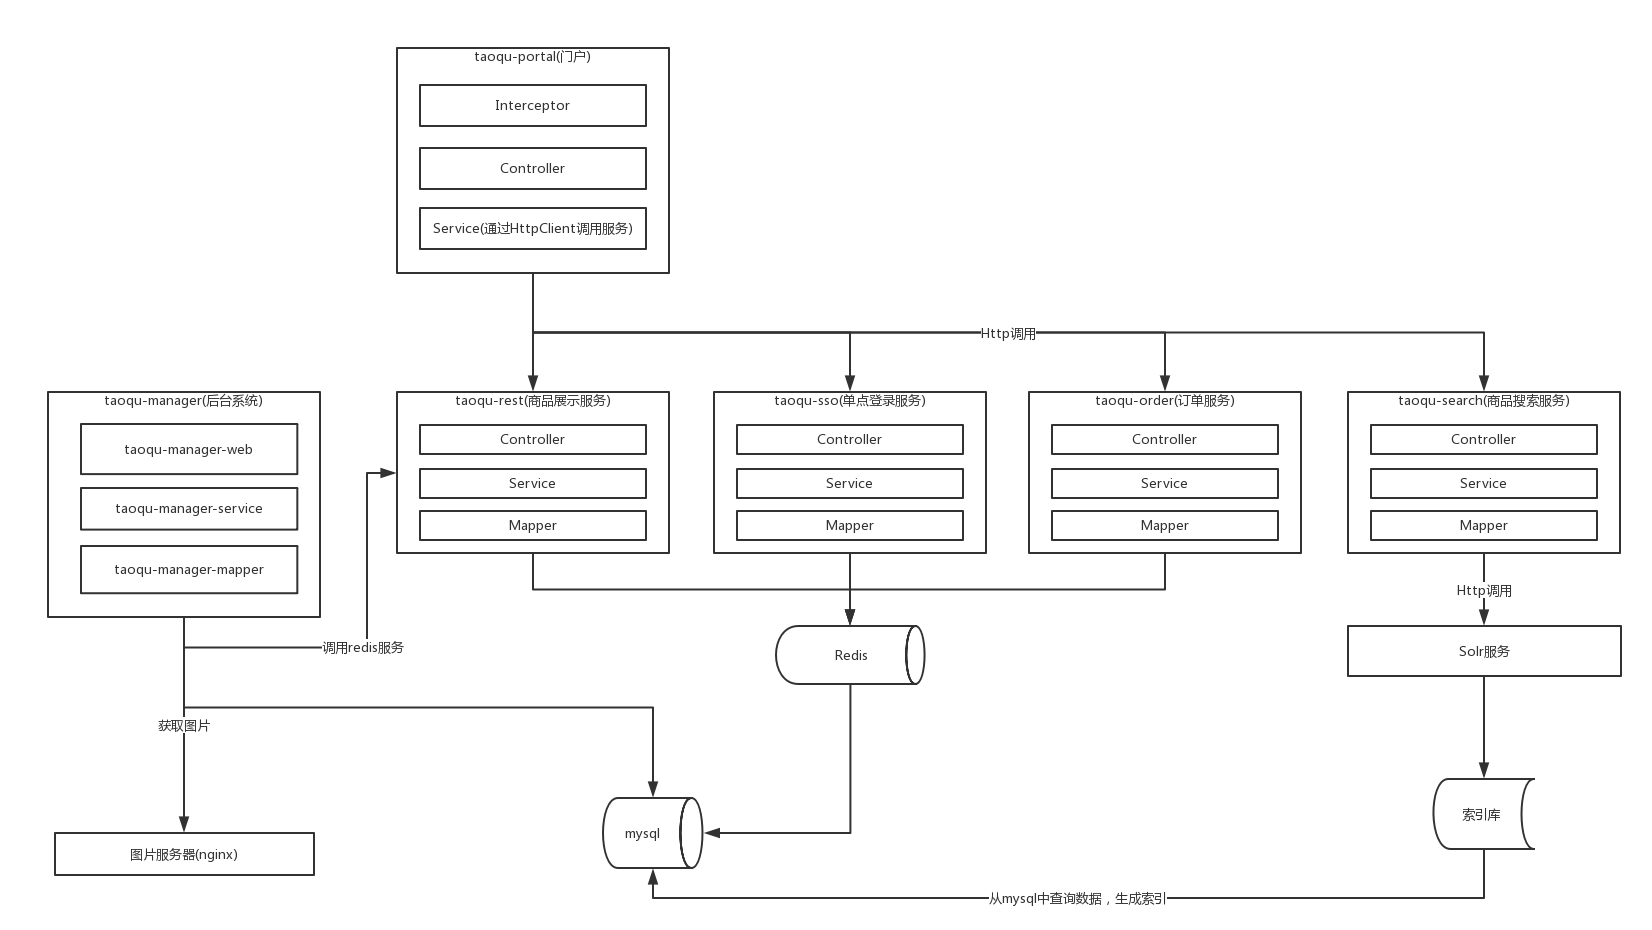 taoqu-portal(门户)
Interceptor
Controller
Service(通过HttpClient调用服务)
Http调用
taoqu-manager(后台系统)
taoqu-manager-web
taoqu-manager-service
taoqu-manager-mapper
taoqu-rest(商品展示服务)
Controller
Service
Mapper
taoqu-sso(单点登录服务)
Controller
Service
Mapper
taoqu-order(订单服务)
Controller
Service
Mapper
taoqu-search(商品搜索服务)
Controller
Service
Mapper
Http调用
调用redis服务
Redis
Solr服务
获取图片
mysql
索引库
图片服务器(nginx)
从mysql中查询数据，生成索引